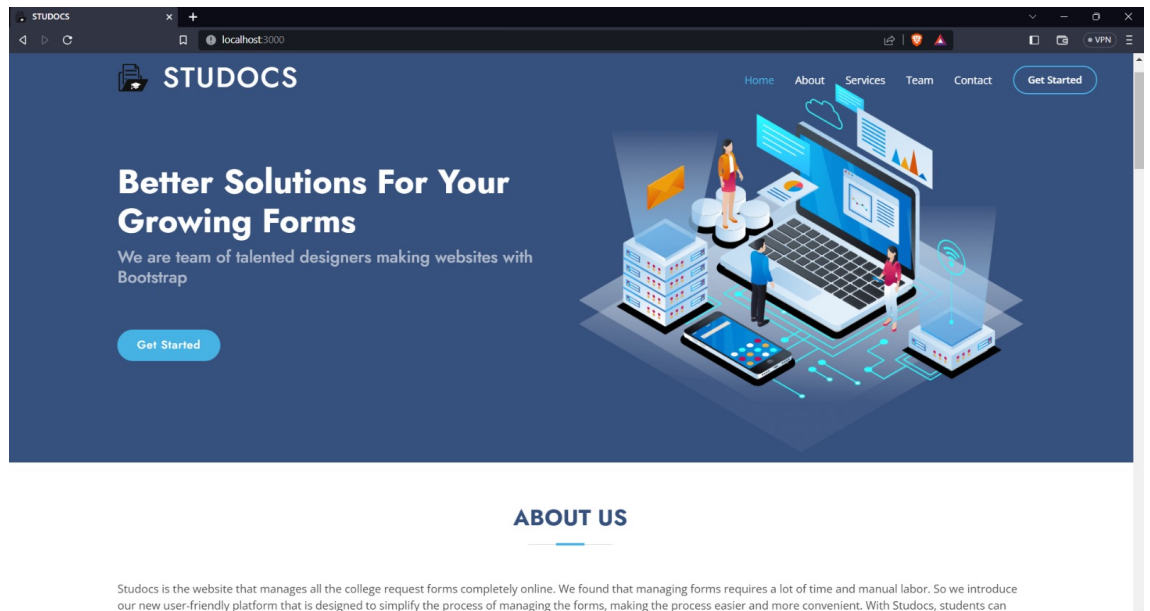 STUDOCS
localhost:3000
VPN
STUDOCS
Home About Services Team Contact Get Started
Better Solutions For Your
Growing Forms
We are team of talented designers making websites with
Bootstrap
Get Started
ABOUT US
Studocs is the website that manages all the college request forms completely online. We found that managing forms requires a lot of time and manual labor. So we introduce
our new user-friendly platform that is designed to simplify the process of managing the forms, making the process easier and more convenient. With Studocs, students can